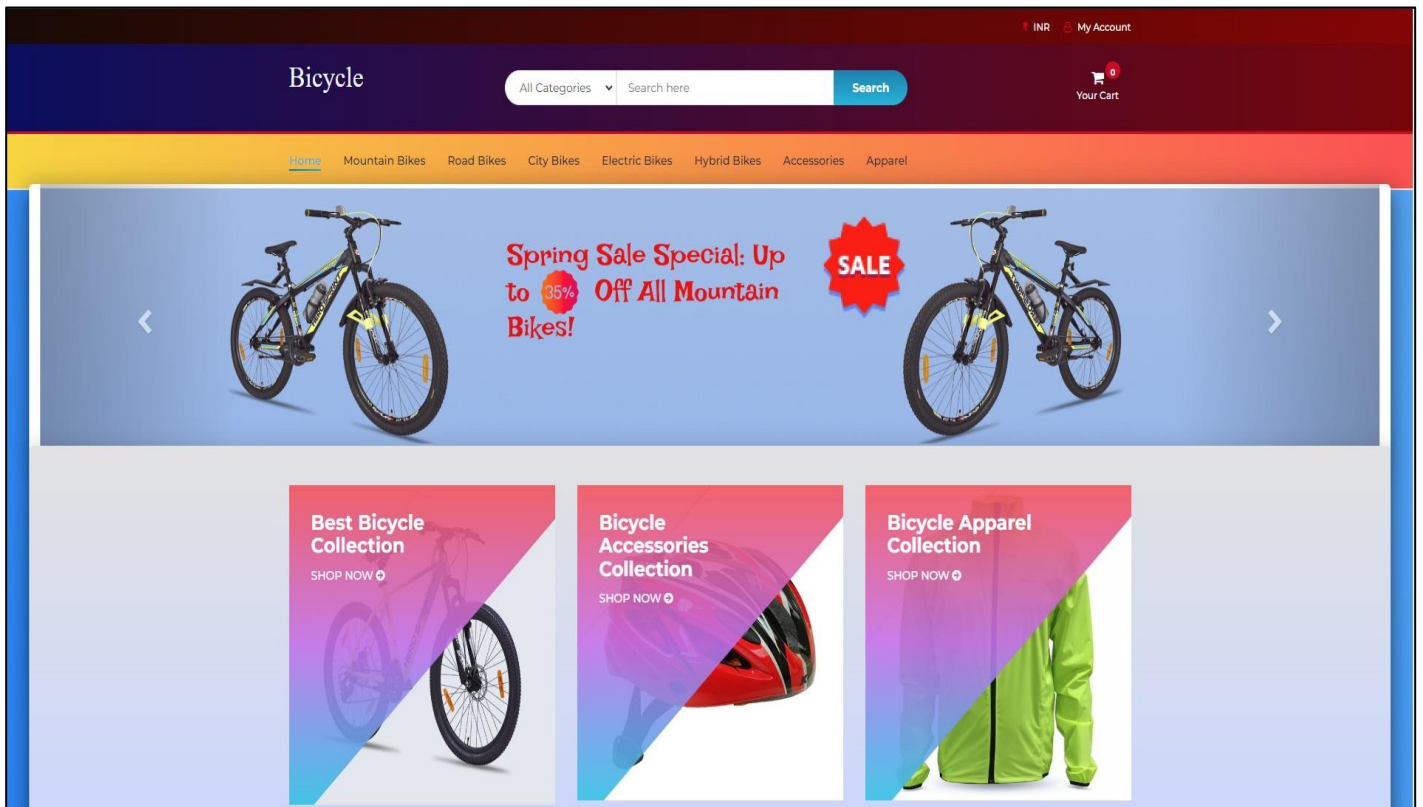 ₹ INR My Account
Bicycle
All Categories Search here Search
0
Your Cart
Home Mountain Bikes Road Bikes City Bikes Electric Bikes Hybrid Bikes Accessories Apparel
Spring Sale Special: Up
to 35% Off All Mountain
Bikes!
SALE
Best Bicycle
Collection
SHOP NOW
Bicycle
Accessories
Collection
SHOP NOW
Bicycle Apparel
Collection
SHOP NOW